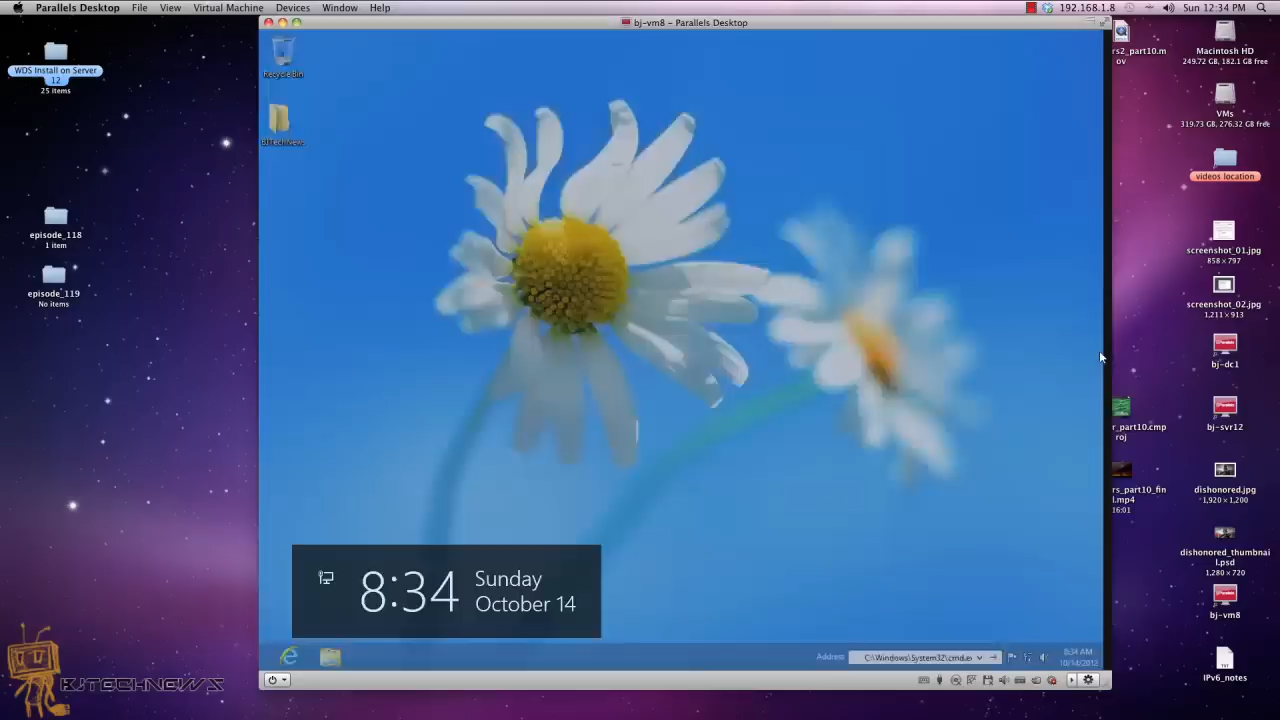 Parallels Desktop File View Virtual Machine Devices Window Help
192.168.1.8 Sun 12:34 PM
bj-vm8 - Parallels Desktop
WDS Install on Server
12
25 items
episode_118
1 item
episode_119
No items
Recycle Bin
BJTechNews
8:34
Sunday
October 14
Address C:\Windows\System32\cmd.ex
8:34 AM
10/14/2012
rs2_part10.m
ov
r_part10.cmp
roj
rs_part10_fin
l.mp4
16:01
Macintosh HD
249.72 GB, 182.1 GB free
VMs
319.73 GB, 276.32 GB free
videos location
screenshot_01.jpg
858 × 797
screenshot_02.jpg
1,211 × 913
bj-dc1
bj-svr12
dishonored.jpg
1,920 × 1,200
dishonored_thumbnai
l.psd
1,280 × 720
bj-vm8
TXT
IPv6_notes
BJTECHNEWS